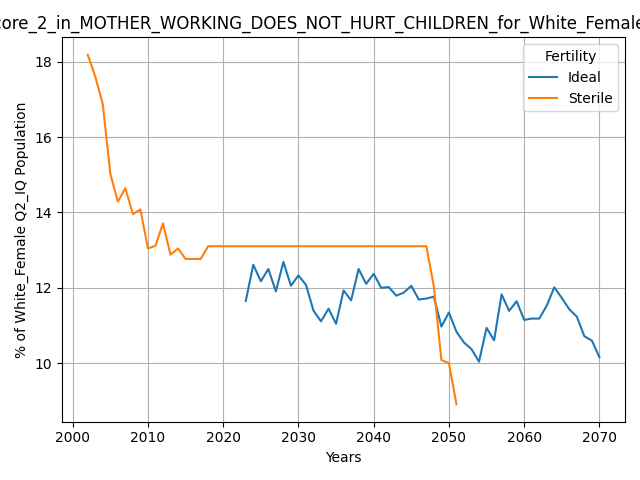 core_2_in_MOTHER_WORKING_DOES_NOT_HURT_CHILDREN_for_White_Female
Fertility
Ideal
Sterile
% of White_Female Q2_IQ Population
18
16
14
12
10
2000 2010 2020 2030 2040 2050 2060 2070
Years